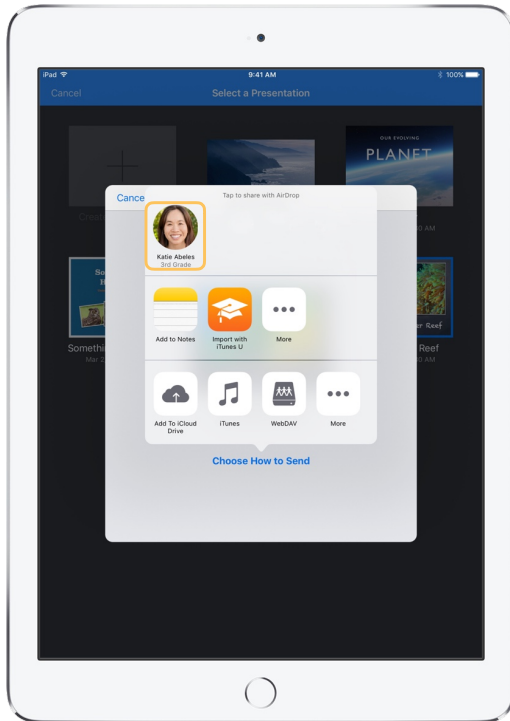 iPad
9:41 AM
100%
Cancel
Select a Presentation
OUR EVOLVING
PLANET
Cance
Tap to share with AirDrop
Katie Abeles
3rd Grade
Add to Notes
Import with
iTunes U
More
Add To iCloud
Drive
iTunes
WebDAV
More
Choose How to Send
Reef
Reef